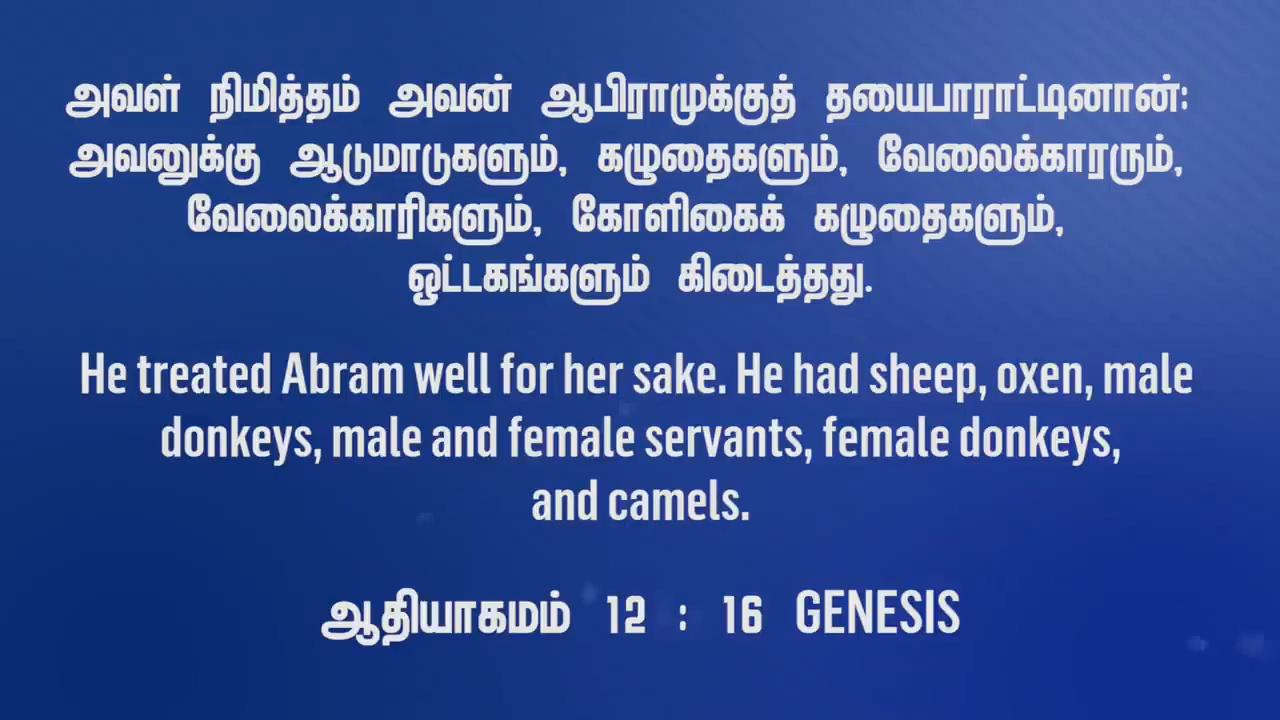 அவள் நிமித்தம் அவன் ஆபிராமுக்குத் தயைபாராட்டினான்:
அவனுக்கு ஆடுமாடுகளும், கழுதைகளும், வேலைக்காரரும்,
வேலைக்காரிகளும், கோளிகைக் கழுதைகளும்,
ஒட்டகங்களும் கிடைத்தது.
He treated Abram well for her sake. He had sheep, oxen, male
donkeys, male and female servants, female donkeys,
and camels.
ஆதியாகமம் 12 : 16 GENESIS